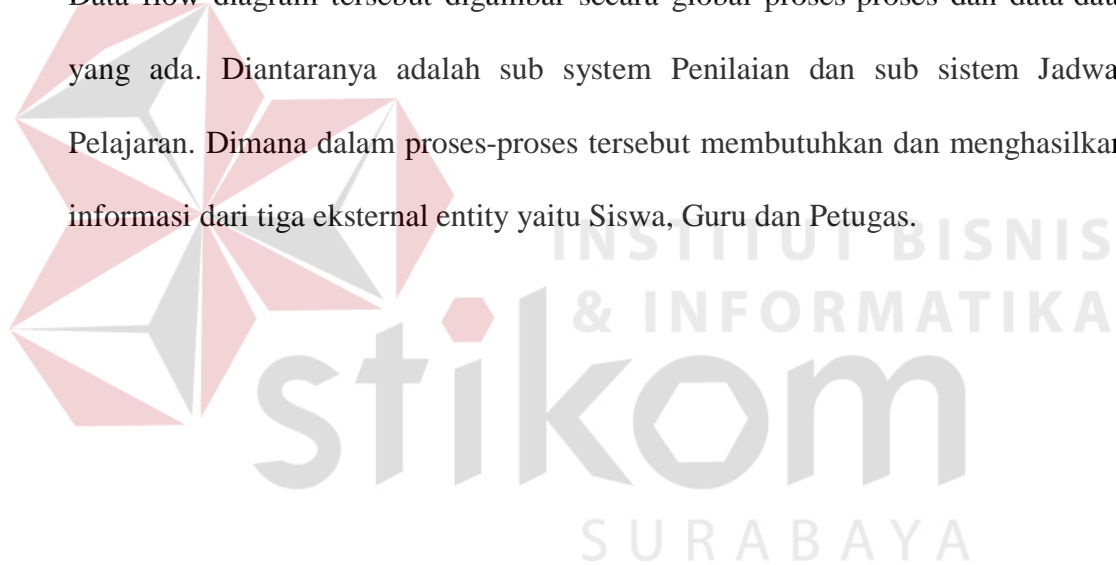 Data flow diagram tersebut digambar secara global proses-proses dan data-dat
yang ada. Diantaranya adalah sub system Penilaian dan sub sistem Jadwa
Pelajaran. Dimana dalam proses-proses tersebut membutuhkan dan menghasilkan
informasi dari tiga eksternal entity yaitu Siswa, Guru dan Petugas.
INSTITUT BISNIS
& INFORMATIKA
stikom
SURABAYA